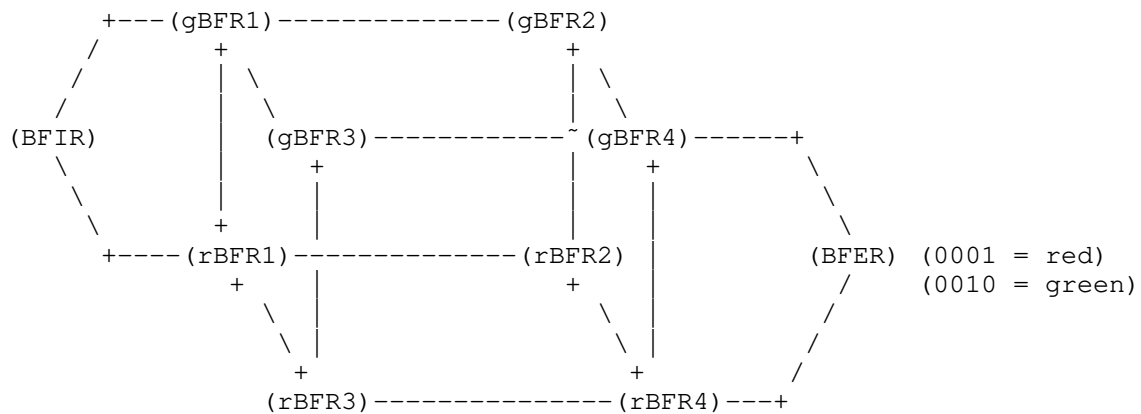 (gBFR1) (gBFR2)
(BFIR) (gBFR3) (gBFR4)
(rBFR1) (rBFR2) (BFER) (0001 = red)
(0010 = green)
(rBFR3) (rBFR4)